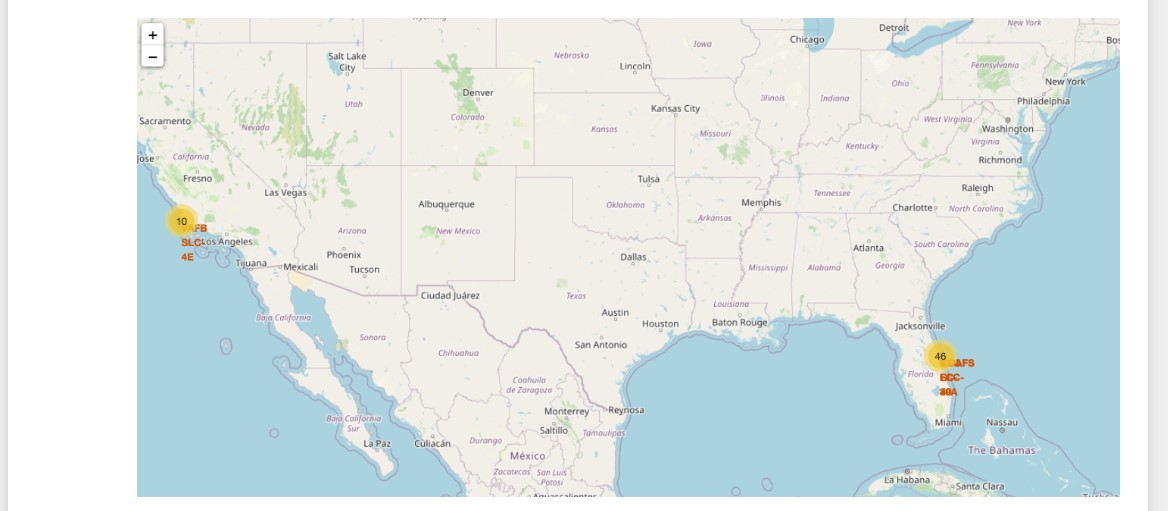 Wyoming
New York
+
Detroit
Chicago
Iowa
Salt Lake
City
Nebraska
Pennsylvania
Lincoln
New York
Denver
Ohio
Utah
Illinois
Indiana
Philadelphia
Kansas City
Colorado
Sacramento
West Virginia
Nevada
Kansas
Missouri
Washington
Virginia
Kentucky
California
Jose
Richmond
Fresno
Tulsa
Las Vegas
Raleigh
Tennessee
Memphis
Albuquerque
Oklahoma
Charlotte
North Carolina
Arkansas
10
AFB
Arizona
New Mexico
SLC-
Los Angeles
South Carolina
Atlanta
4E
Phoenix
Dallas
Tijuana
Mexicali
Tucson
Mississippi
Alabama
Georgia
Ciudad Juárez
Texas
Louisiana
Austin
Baja California
Houston
Baton Rouge
Jacksonville
Sonora
San Antonio
46
Chihuahua
AFS
Florida
Coahuila
de Zaragoza
Monterrey
Reynosa
Baja California
Sur
Miami
Nassau
Saltillo
Tamaulipas
La Paz
Culiacán
Durango
The Bahamas
México
Zacatecas
San Luis
Potosí
La Habana
Santa Clara
Aguascalientes